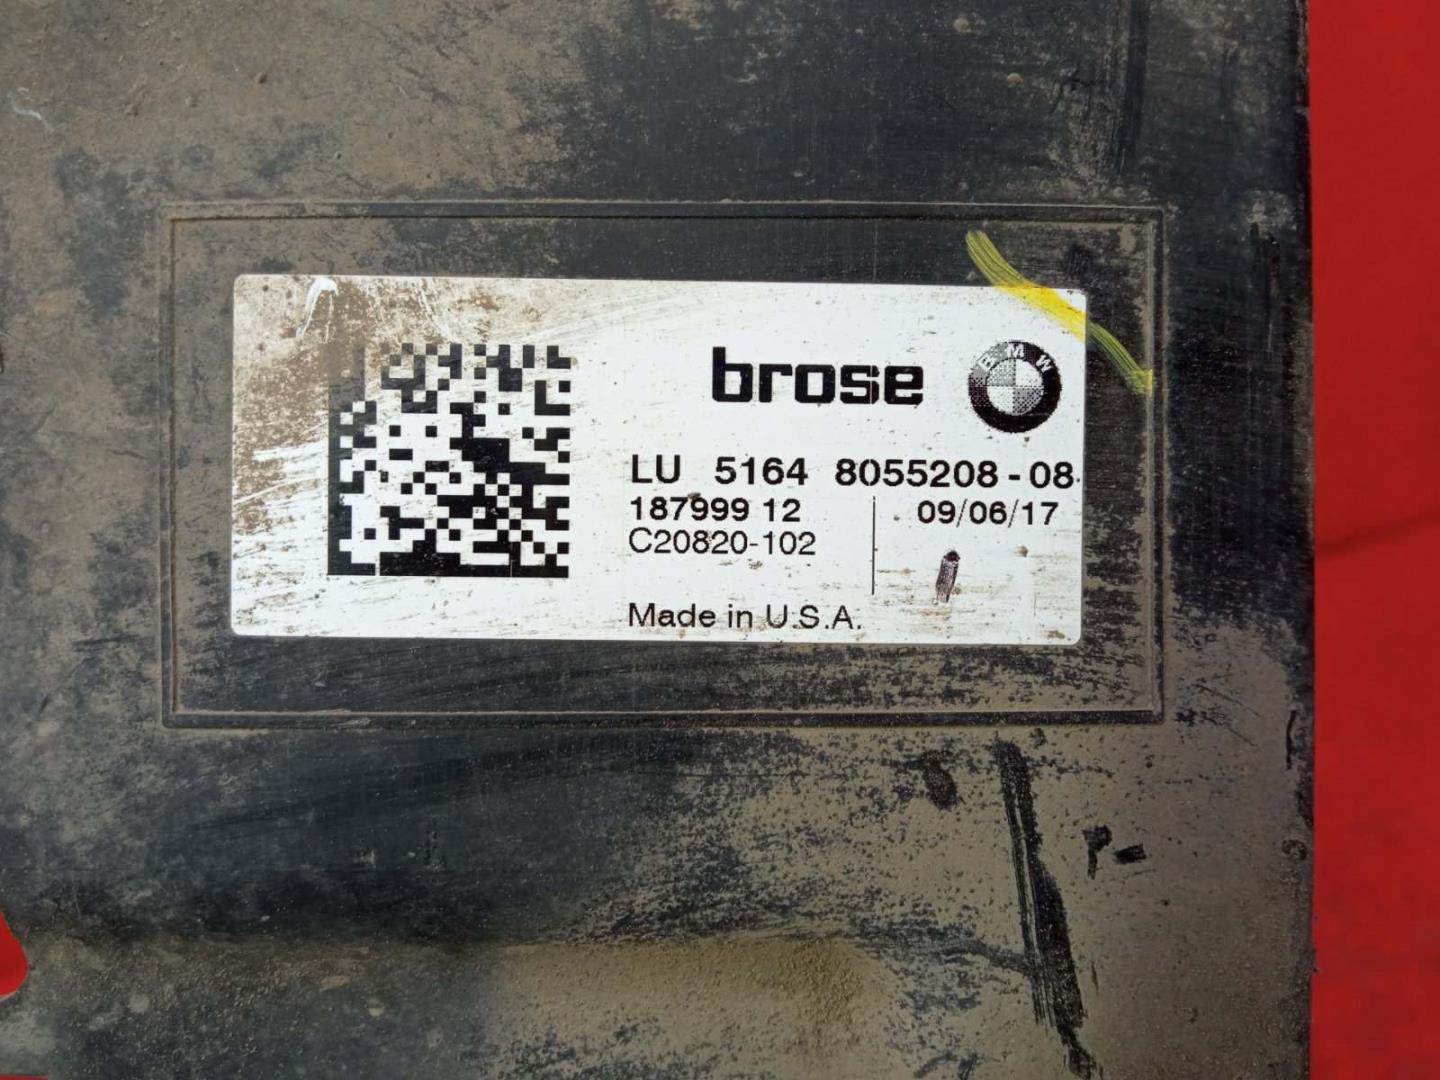 brose
BMW
LU 5164 8055208-08
187999 12 09/06/17
C20820-102
Made in U.S.A.
P-